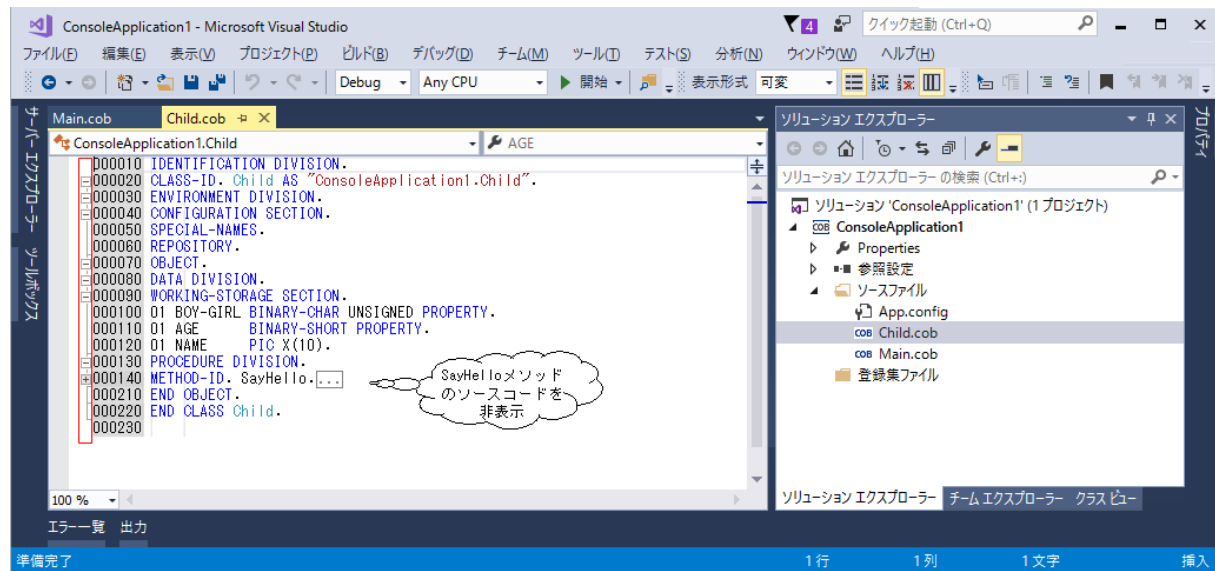 ConsoleApplication1 - Microsoft Visual Studio
4
クイック起動 (Ctrl+Q)
ファイル(F) 編集(E) 表示(V) プロジェクト(P) ビルド(B) デバッグ(D) チーム(M) ツール(T) テスト(S) 分析(N) ウィンドウ(W) ヘルプ(H)
Debug Any CPU 開始 表示形式 可変
サーバー エクスプローラー
ツールボックス
Main.cob Child.cob
ConsoleApplication1.Child AGE
000010 IDENTIFICATION DIVISION.
000020 CLASS-ID. Child AS "ConsoleApplication1.Child".
000030 ENVIRONMENT DIVISION.
000040 CONFIGURATION SECTION.
000050 SPECIAL-NAMES.
000060 REPOSITORY.
000070 OBJECT.
000080 DATA DIVISION.
000090 WORKING-STORAGE SECTION.
000100 01 BOY-GIRL BINARY-CHAR UNSIGNED PROPERTY.
000110 01 AGE BINARY-SHORT PROPERTY.
000120 01 NAME PIC X(10).
000130 PROCEDURE DIVISION.
000140 METHOD-ID. SayHello....
000210 END OBJECT.
000220 END CLASS Child.
000230
SayHelloメソッド
のソースコードを
非表示
100 %
ソリューション エクスプローラー
ソリューション エクスプローラー の検索 (Ctrl+:)
ソリューション 'ConsoleApplication1' (1 プロジェクト)
COB ConsoleApplication1
Properties
参照設定
ソースファイル
App.config
COB Child.cob
COB Main.cob
登録集ファイル
ソリューション エクスプローラー チーム エクスプローラー クラス ビュー
プロパティ
エラー一覧 出力
準備完了 1 行 1 列 1 文字 挿入